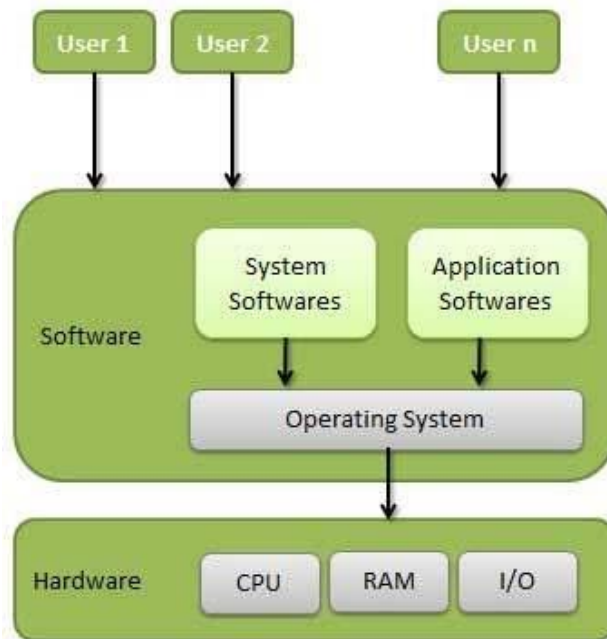 User 1
User 2
User n
System
Softwares
Application
Softwares
Software
Operating System
Hardware
CPU
RAM
I/O